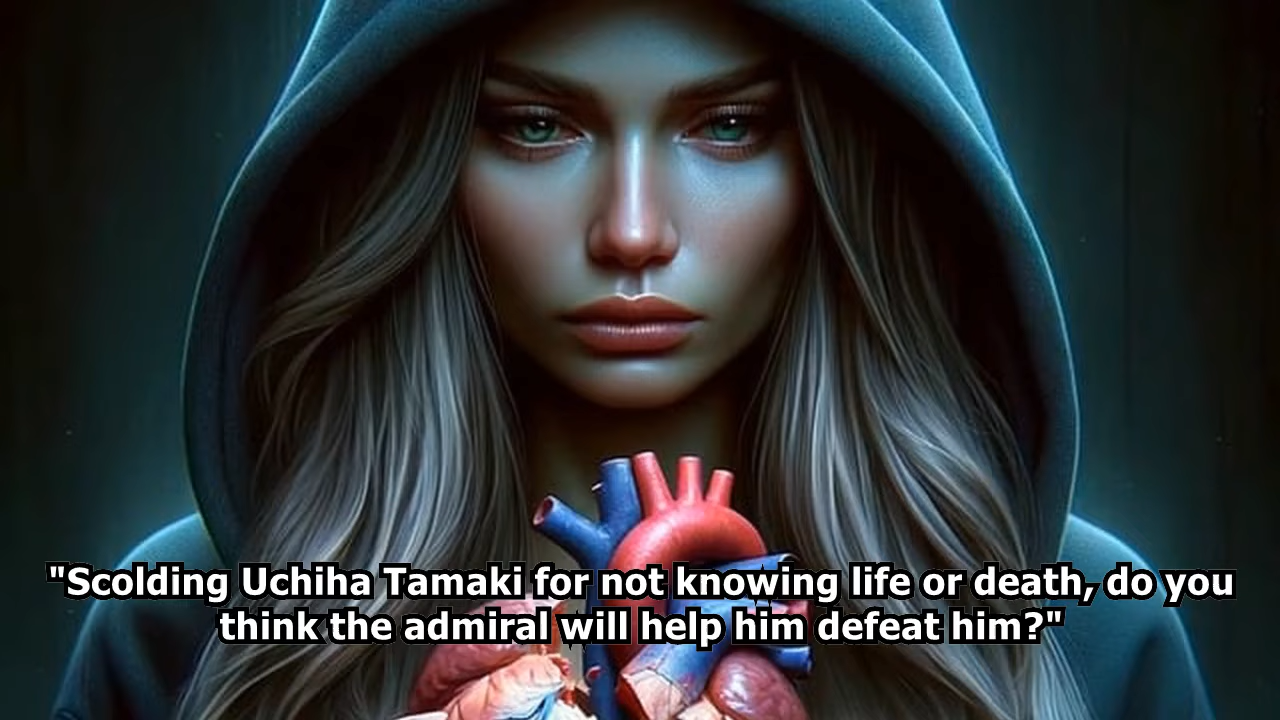 "Scolding Uchiha Tamaki for not knowing life or death, do you
think the admiral will help him defeat him?"